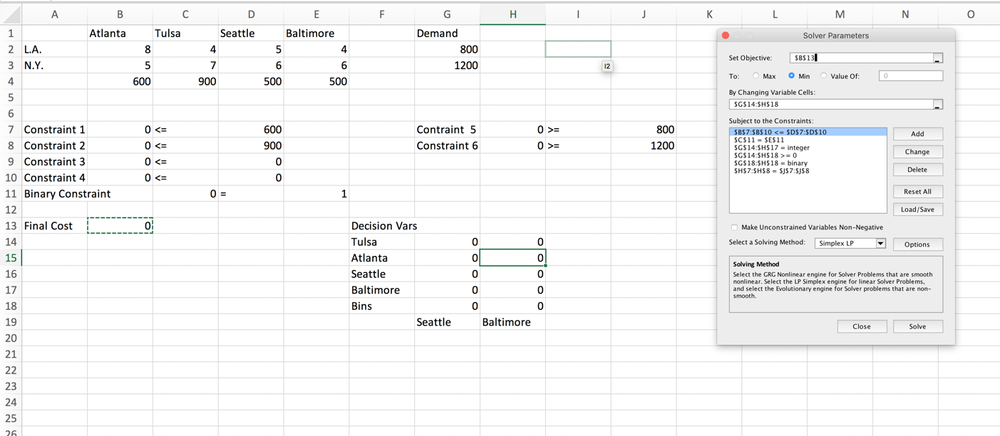 A B C D E F G H I J K L M N O
1 Atlanta Tulsa Seattle Baltimore Demand
2 L.A. 8 4 5 4 800
3 N.Y. 5 7 6 6 1200
I2
4 600 900 500 500
5
6
7 Constraint 1 0 <= 600 Contraint 5 0 >= 800
8 Constraint 2 0 <= 900 Constraint 6 0 >= 1200
9 Constraint 3 0 <= 0
10 Constraint 4 0 <= 0
11 Binary Constraint 0 = 1
12
13 Final Cost 0 Decision Vars
14 Tulsa 0 0
15 Atlanta 0 0
16 Seattle 0 0
17 Baltimore 0 0
18 Bins 0 0
19 Seattle Baltimore
20
21
22
23
24
25
26
Solver Parameters
Set Objective: $B$13
To: Max Min Value Of: 0
By Changing Variable Cells:
$G$14:$H$18
Subject to the Constraints:
$B$7:$B$10 <= $D$7:$D$10
$C$11 = $E$11
$G$14:$H$17 = integer
$G$14:$H$18 >= 0
$G$18:$H$18 = binary
$H$7:$H$8 = $J$7:$J$8
Add
Change
Delete
Reset All
Load/Save
Make Unconstrained Variables Non-Negative
Select a Solving Method: Simplex LP Options
Solving Method
Select the GRG Nonlinear engine for Solver Problems that are smooth
nonlinear. Select the LP Simplex engine for linear Solver Problems,
and select the Evolutionary engine for Solver problems that are non-
smooth.
Close Solve